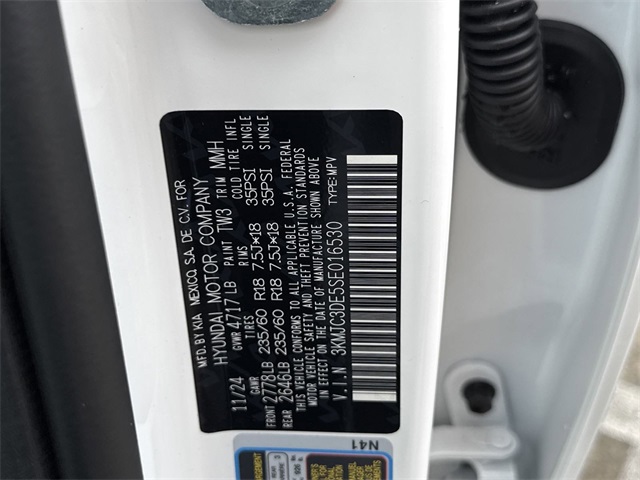 MFD.BY KIA MEXICO, S.A. DE C.V. FOR
HYUNDAI MOTOR COMPANY
11/24 PAINT TW3 TRIM MMH
GVWR 4717 LB
GAWR TIRES RIMS COLD TIRE INFL
FRONT 2778LB 235/60 R18 7.5J*18 35PSI SINGLE
REAR 2646LB 235/60 R18 7.5J*18 35PSI SINGLE
THIS VEHICLE CONFORMS TO ALL APPLICABLE U.S.A. FEDERAL
MOTOR VEHICLE SAFETY AND THEFT PREVENTION STANDARDS
IN EFFECT ON THE DATE OF MANUFACTURE SHOWN ABOVE
V.I.N 3KMJTC3DE5SE016530 TYPE:MPV
N41